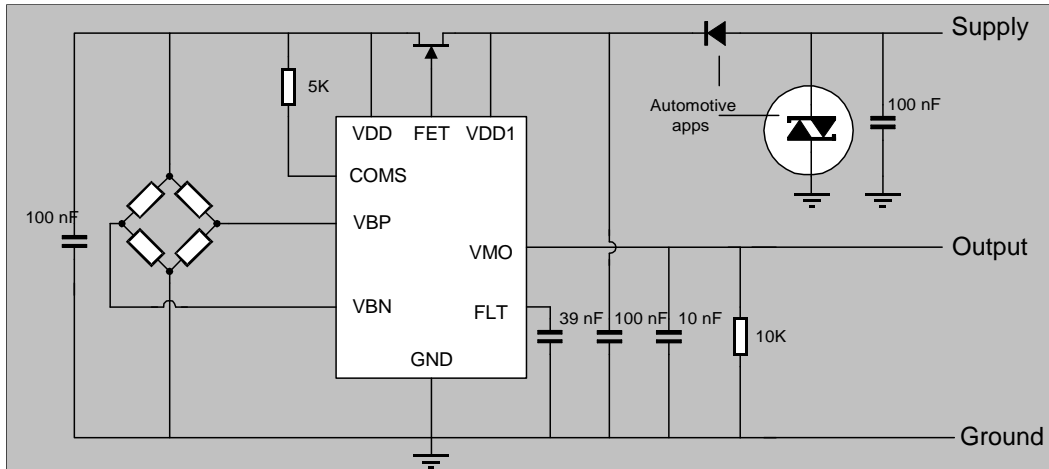 Supply
5K
Automotive
apps
100 nF
VDD
FET
VDD1
COMS
100 nF
VBP
VMO
Output
VBN
FLT
39 nF
100 nF
10 nF
10K
GND
Ground